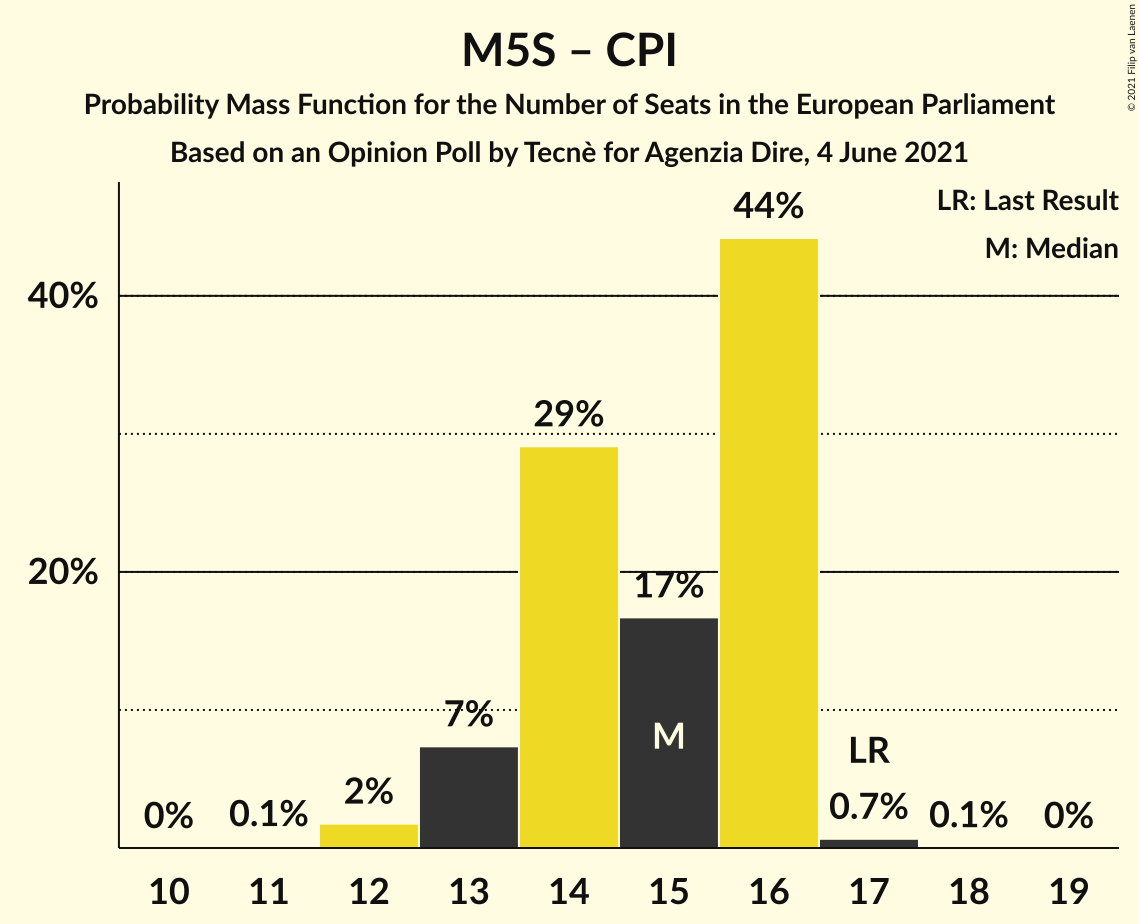 M5S – CPI
Probability Mass Function for the Number of Seats in the European Parliament
Based on an Opinion Poll by Tecnè for Agenzia Dire, 4 June 2021
© 2021 Filip van Laenen
LR: Last Result
M: Median
40%
20%
0%
0.1%
2%
7%
29%
17%
M
44%
LR
0.7%
0.1%
0%
10 11 12 13 14 15 16 17 18 19